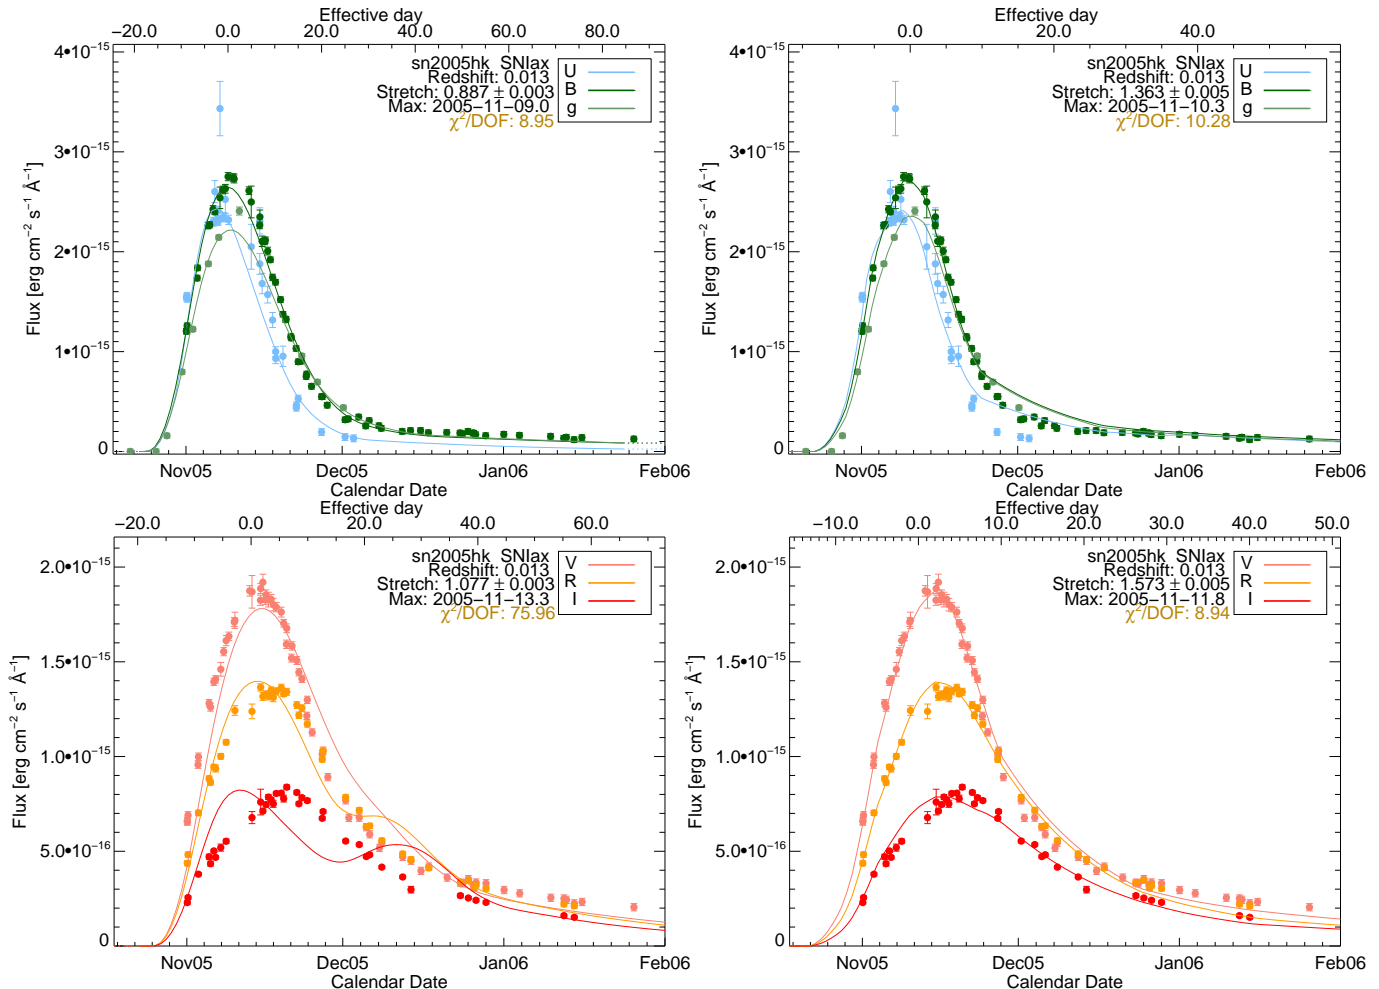 Effective day
−20.0 0.0 20.0 40.0 60.0 80.0
4•10−15
3•10−15
2•10−15
1•10−15
0
Flux [erg cm−2 s−1 Å−1]
sn2005hk SNIax
Redshift: 0.013
Stretch: 0.887 ± 0.003
Max: 2005−11−09.0
χ2/DOF: 8.95
U
B
g
Nov05 Dec05 Jan06 Feb06
Calendar Date
Effective day
0.0 20.0 40.0
4•10−15
3•10−15
2•10−15
1•10−15
0
Flux [erg cm−2 s−1 Å−1]
sn2005hk SNIax
Redshift: 0.013
Stretch: 1.363 ± 0.005
Max: 2005−11−10.3
χ2/DOF: 10.28
U
B
g
Nov05 Dec05 Jan06 Feb06
Calendar Date
Effective day
−20.0 0.0 20.0 40.0 60.0
2.0•10−15
1.5•10−15
1.0•10−15
5.0•10−16
0
Flux [erg cm−2 s−1 Å−1]
sn2005hk SNIax
Redshift: 0.013
Stretch: 1.077 ± 0.003
Max: 2005−11−13.3
χ2/DOF: 75.96
V
R
I
Nov05 Dec05 Jan06 Feb06
Calendar Date
Effective day
−10.0 0.0 10.0 20.0 30.0 40.0 50.0
2.0•10−15
1.5•10−15
1.0•10−15
5.0•10−16
0
Flux [erg cm−2 s−1 Å−1]
sn2005hk SNIax
Redshift: 0.013
Stretch: 1.573 ± 0.005
Max: 2005−11−11.8
χ2/DOF: 8.94
V
R
I
Nov05 Dec05 Jan06 Feb06
Calendar Date